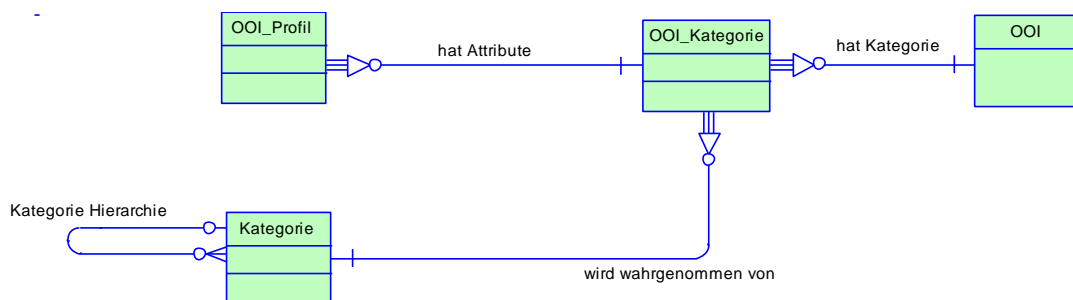 OOI_Profil
hat Attribute
OOI_Kategorie
hat Kategorie
OOI
Kategorie Hierarchie
Kategorie
wird wahrgenommen von